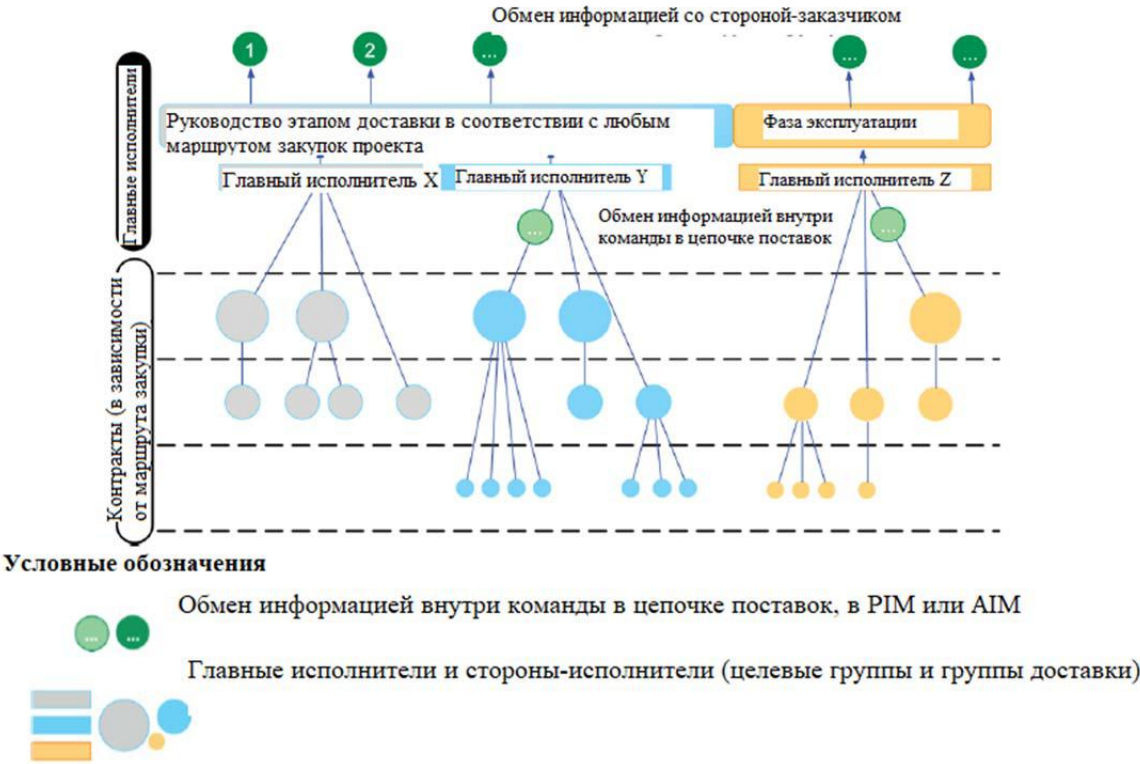 Обмен информацией со стороной-заказчиком
1
2
...
...
...
Главные исполнители
Руководство этапом доставки в соответствии с любым
маршрутом закупок проекта
Фаза эксплуатации
Главный исполнитель X
Главный исполнитель Y
Главный исполнитель Z
...
Обмен информацией внутри
команды в цепочке поставок
...
Контракты (в зависимости
от маршрута закупки)
Условные обозначения
Обмен информацией внутри команды в цепочке поставок, в PIM или AIM
... ...
Главные исполнители и стороны-исполнители (целевые группы и группы доставки)